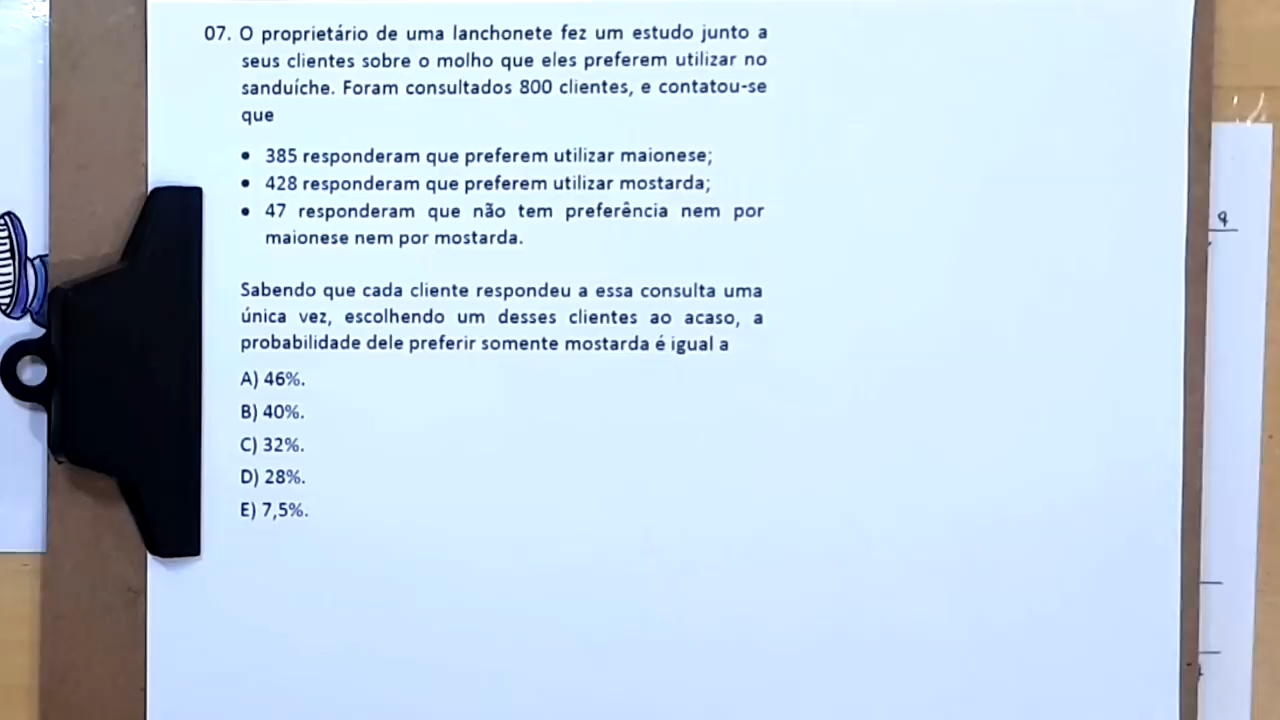 07. O proprietário de uma lanchonete fez um estudo junto a
seus clientes sobre o molho que eles preferem utilizar no
sanduíche. Foram consultados 800 clientes, e contatou-se
que
• 385 responderam que preferem utilizar maionese;
• 428 responderam que preferem utilizar mostarda;
• 47 responderam que não tem preferência nem por
maionese nem por mostarda.
Sabendo que cada cliente respondeu a essa consulta uma
única vez, escolhendo um desses clientes ao acaso, a
probabilidade dele preferir somente mostarda é igual a
A) 46%.
B) 40%.
C) 32%.
D) 28%.
E) 7,5%.